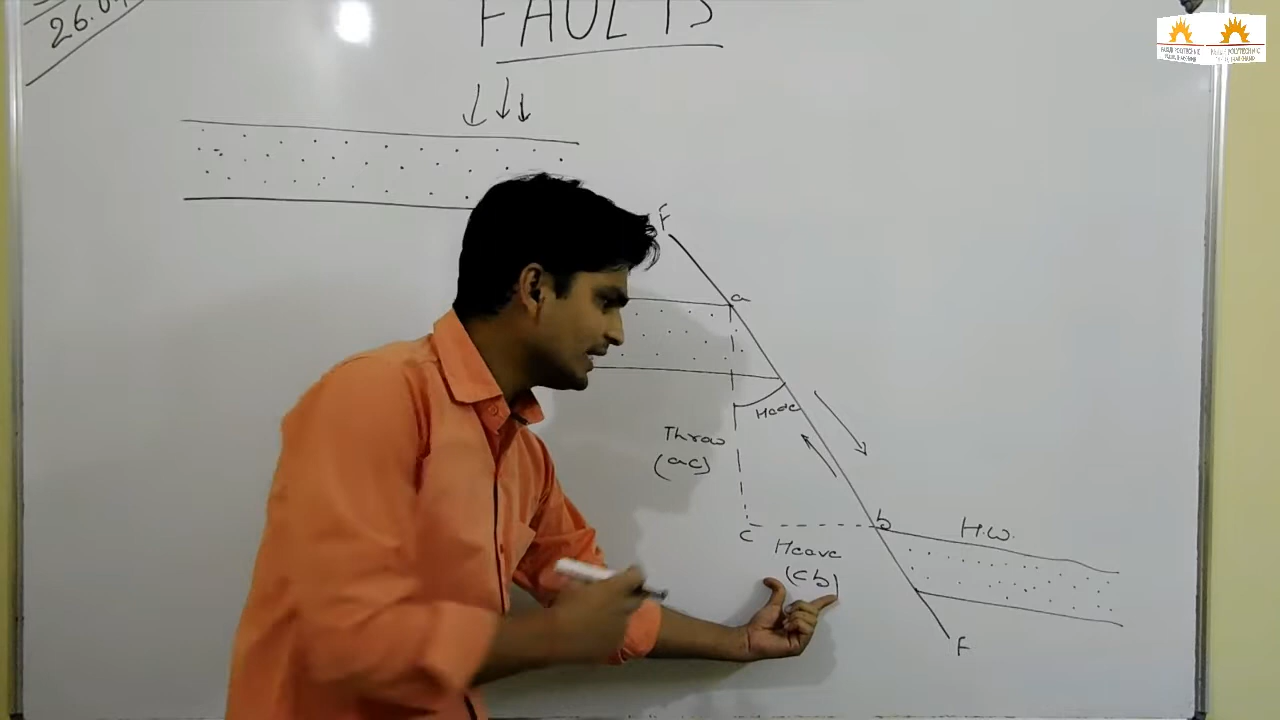 26.0
FAULTS
F
a
Hade
Throw
(ac)
b
H.W.
c
Heave
(cb)
F